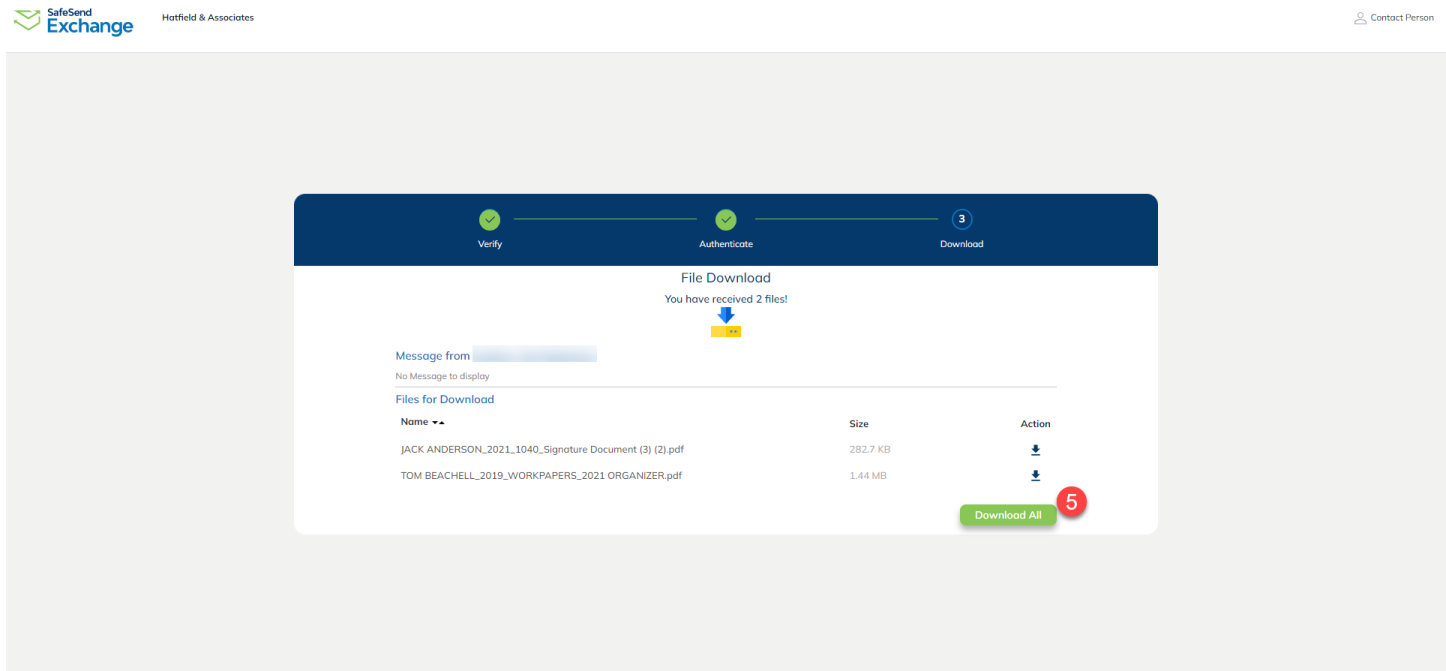 SafeSend
Exchange
Hatfield & Associates
Contact Person
3
Verify
Authenticate
Download
File Download
You have received 2 files!
Message from
No Message to display
Files for Download
Name
Size
Action
JACK ANDERSON_2021_1040_Signature Document (3) (2).pdf
282.7 KB
TOM BEACHELL_2019_WORKPAPERS_2021 ORGANIZER.pdf
1.44 MB
Download All
5